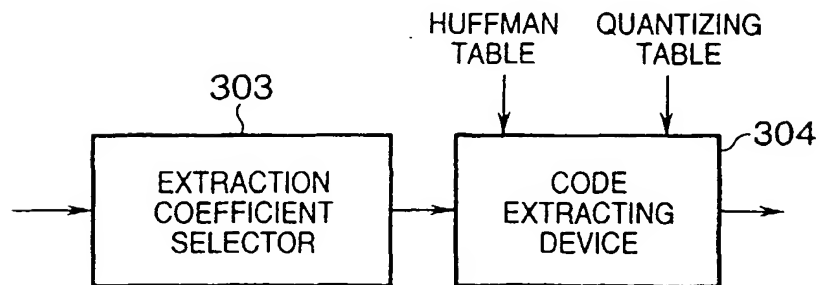 HUFFMAN
TABLE
QUANTIZING
TABLE
303
304
EXTRACTION
COEFFICIENT
SELECTOR
CODE
EXTRACTING
DEVICE